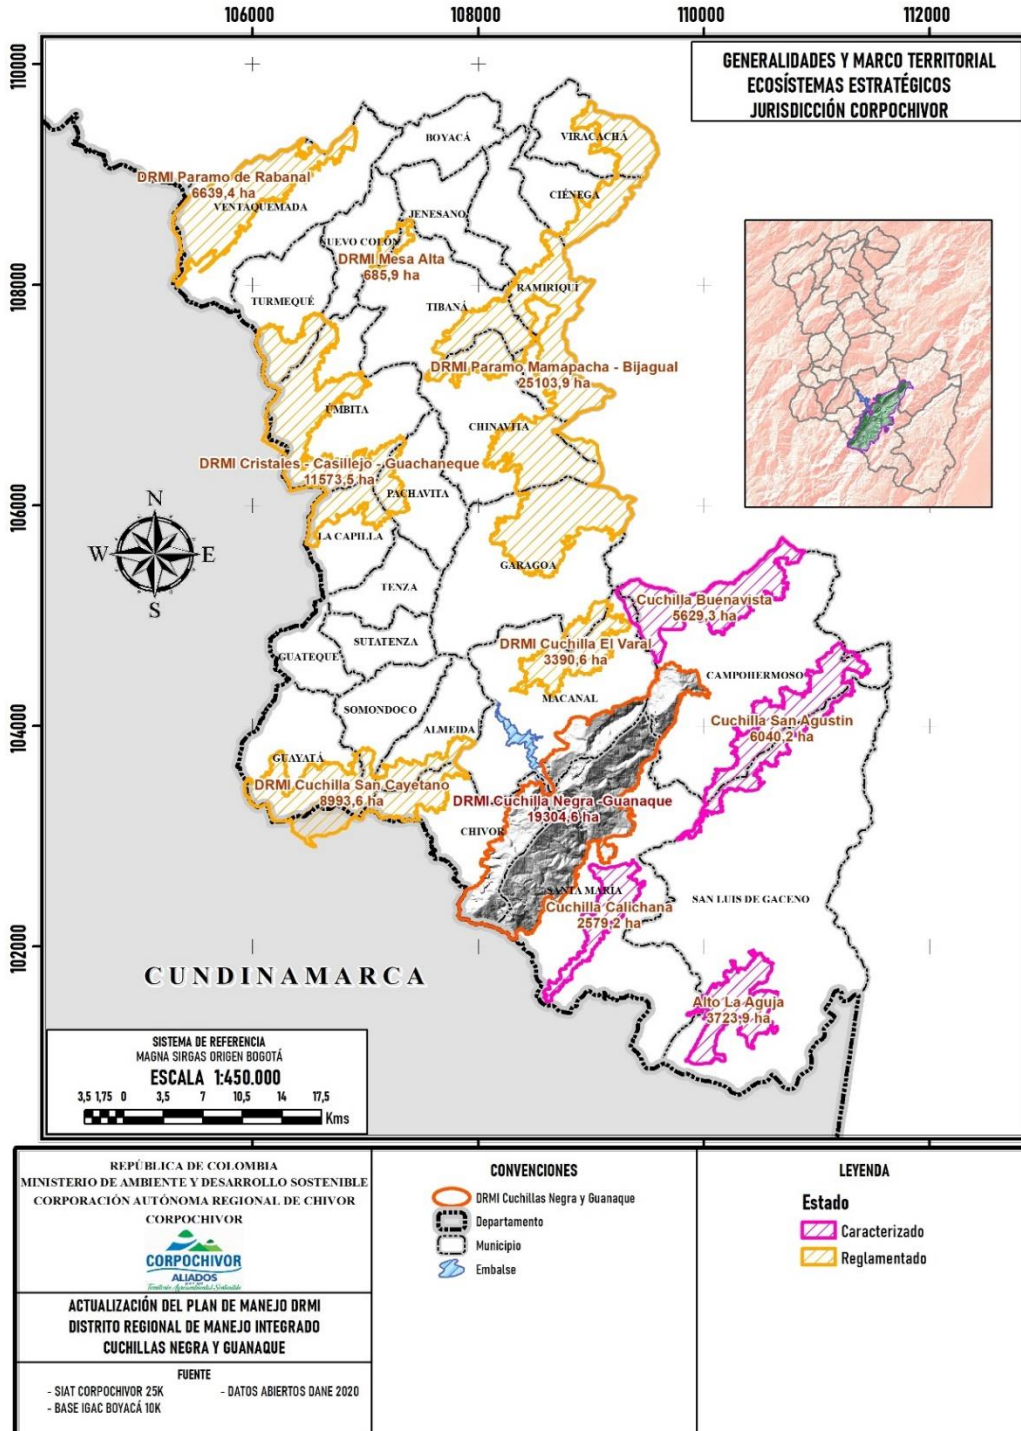 106000
108000
110000
112000
110000
108000
106000
104000
102000
GENERALIDADES Y MARCO TERRITORIAL
ECOSÍSTEMAS ESTRATÉGICOS
JURISDICCIÓN CORPOCHIVOR
BOYACÁ
VIRACACHÁ
DRMI Paramo de Rabanal
6639,4 ha
VENTAQUEMADA
CIÉNEGA
JENESANO
NUEVO COLÓN
DRMI Mesa Alta
685,9 ha
RAMIRIQUI
TURMEQUÉ
TIBANÁ
DRMI Paramo Mamapacha - Bijagual
25103,9 ha
ÚMBITA
CHINAVITA
DRMI Cristales - Casillejo - Guachaneque
11573,5 ha
PACHAVITA
LA CAPILLA
GARAGOA
N
W
E
S
TENZA
Cuchilla Buenavista
5629,3 ha
SUTATENZA
DRMI Cuchilla El Varal
3390,6 ha
GUATEQUE
CAMPOHERMOSO
MACANAL
SOMONDOCO
Cuchilla San Agustin
6040,2 ha
ALMEIDA
GUAYATÁ
DRMI Cuchilla San Cayetano
8993,6 ha
DRMI Cuchilla Negra -Guanaque
19304,6 ha
CHIVOR
SANTA MARÍA
SAN LUIS DE GACENO
Cuchilla Calichana
2579,2 ha
CUNDINAMARCA
Alto La Aguja
3723,9 ha
SISTEMA DE REFERENCIA
MAGNA SIRGAS ORIGEN BOGOTÁ
ESCALA 1:450.000
3,5 1,75 0 3,5 7 10,5 14 17,5
Kms
REPÚBLICA DE COLOMBIA
MINISTERIO DE AMBIENTE Y DESARROLLO SOSTENIBLE
CORPORACIÓN AUTÓNOMA REGIONAL DE CHIVOR
CORPOCHIVOR
CORPOCHIVOR
ALIADOS
Territorio Agroambiental Sostenible
ACTUALIZACIÓN DEL PLAN DE MANEJO DRMI
DISTRITO REGIONAL DE MANEJO INTEGRADO
CUCHILLAS NEGRA Y GUANAQUE
FUENTE
- SIAT CORPOCHIVOR 25K
- DATOS ABIERTOS DANE 2020
- BASE IGAC BOYACÁ 10K
CONVENCIONES
DRMI Cuchillas Negra y Guanaque
Departamento
Municipio
Embalse
LEYENDA
Estado
Caracterizado
Reglamentado